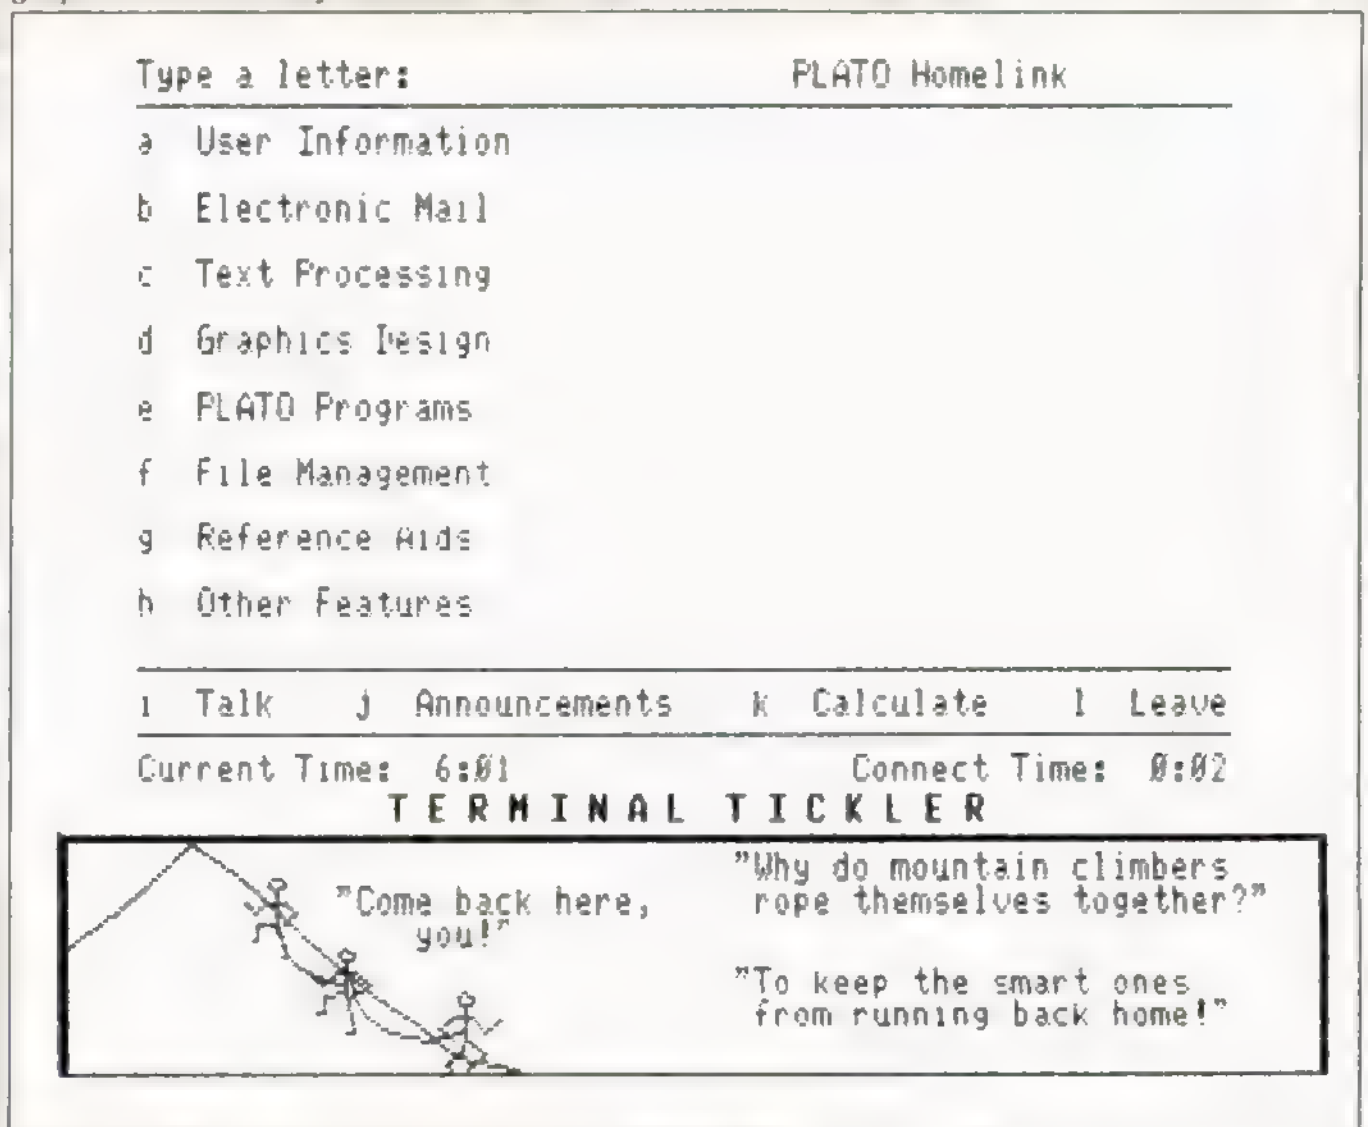 Type a letter: PLATO Homelink
a User Information
b Electronic Mail
c Text Processing
d Graphics Design
e PLATO Programs
f File Management
g Reference Aids
h Other Features
i Talk j Announcements k Calculate l Leave
Current Time: 6:01 Connect Time: 0:02
TERMINAL TICKLER
"Come back here,
you!"
"Why do mountain climbers
rope themselves together?"
"To keep the smart ones
from running back home!"